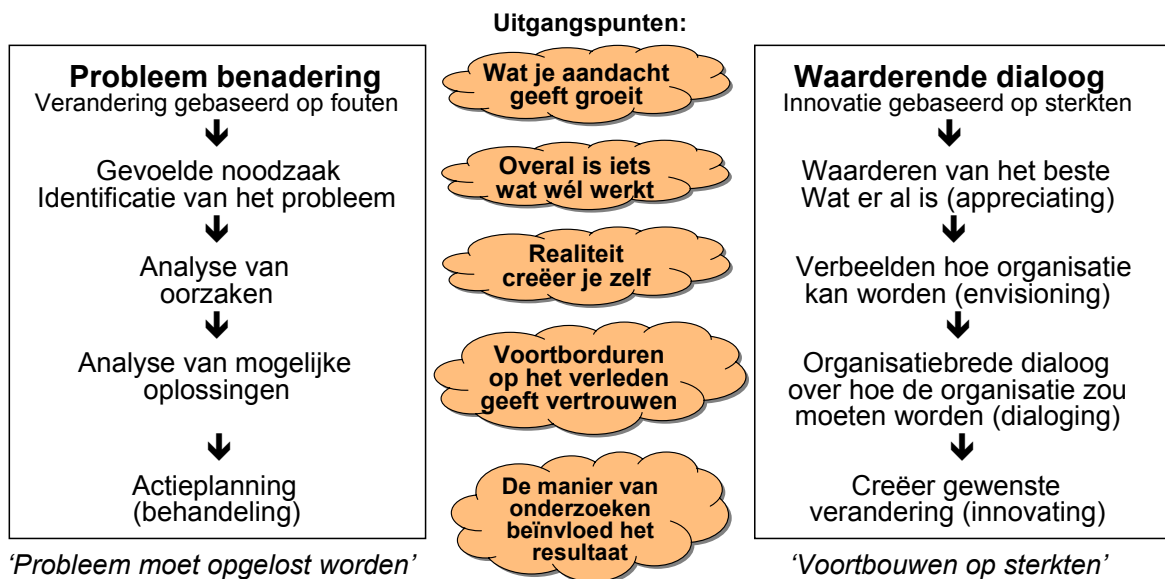 Uitgangspunten:
Probleem benadering
Verandering gebaseerd op fouten
Gevoelde noodzaak
Identificatie van het probleem
Analyse van
oorzaken
Analyse van mogelijke
oplossingen
Actieplanning
(behandeling)
‘Probleem moet opgelost worden’
Wat je aandacht
geeft groeit
Overal is iets
wat wél werkt
Realiteit
creëer je zelf
Voortborduren
op het verleden
geeft vertrouwen
De manier van
onderzoeken
beïnvloed het
resultaat
Waarderende dialoog
Innovatie gebaseerd op sterkten
Waarderen van het beste
Wat er al is (appreciating)
Verbeelden hoe organisatie
kan worden (envisioning)
Organisatiebrede dialoog
over hoe de organisatie zou
moeten worden (dialoging)
Creëer gewenste
verandering (innovating)
‘Voortbouwen op sterkten’